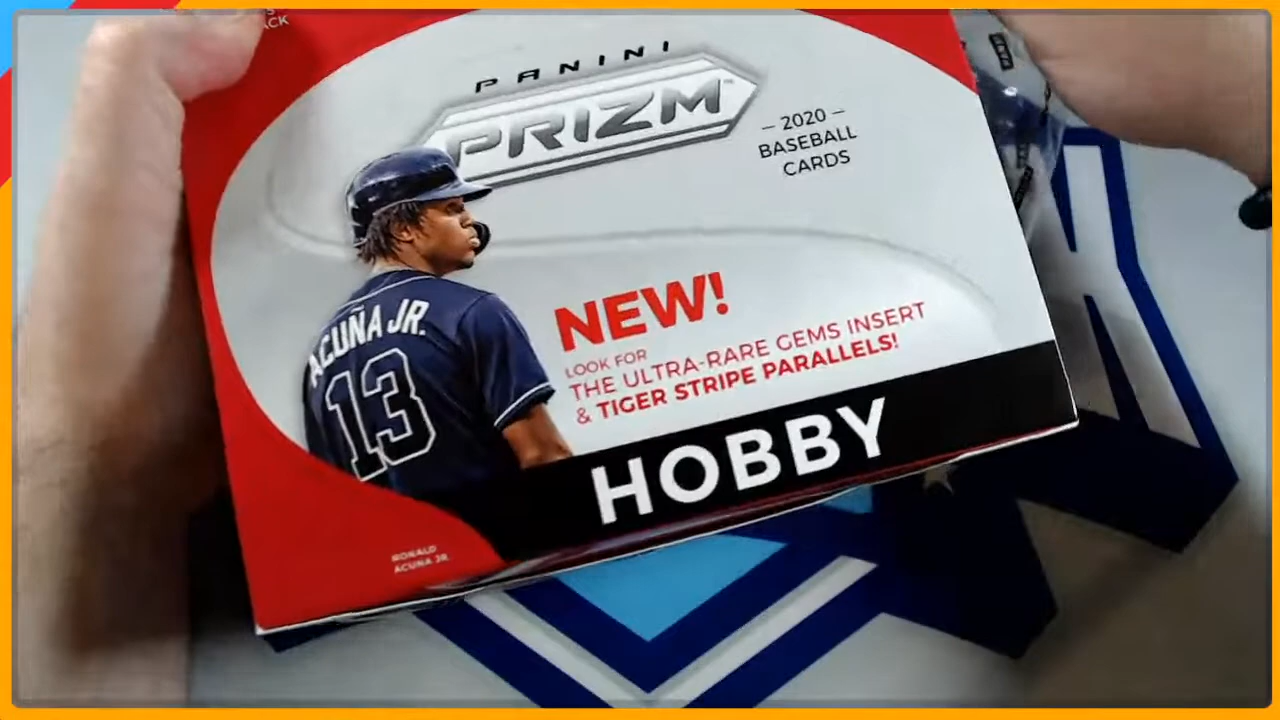 PANINI
PRIZM
— 2020 —
BASEBALL
CARDS
ACUÑA JR.
13
NEW!
LOOK FOR
THE ULTRA-RARE GEMS INSERT
& TIGER STRIPE PARALLELS!
HOBBY
RONALD
ACUNA JR.